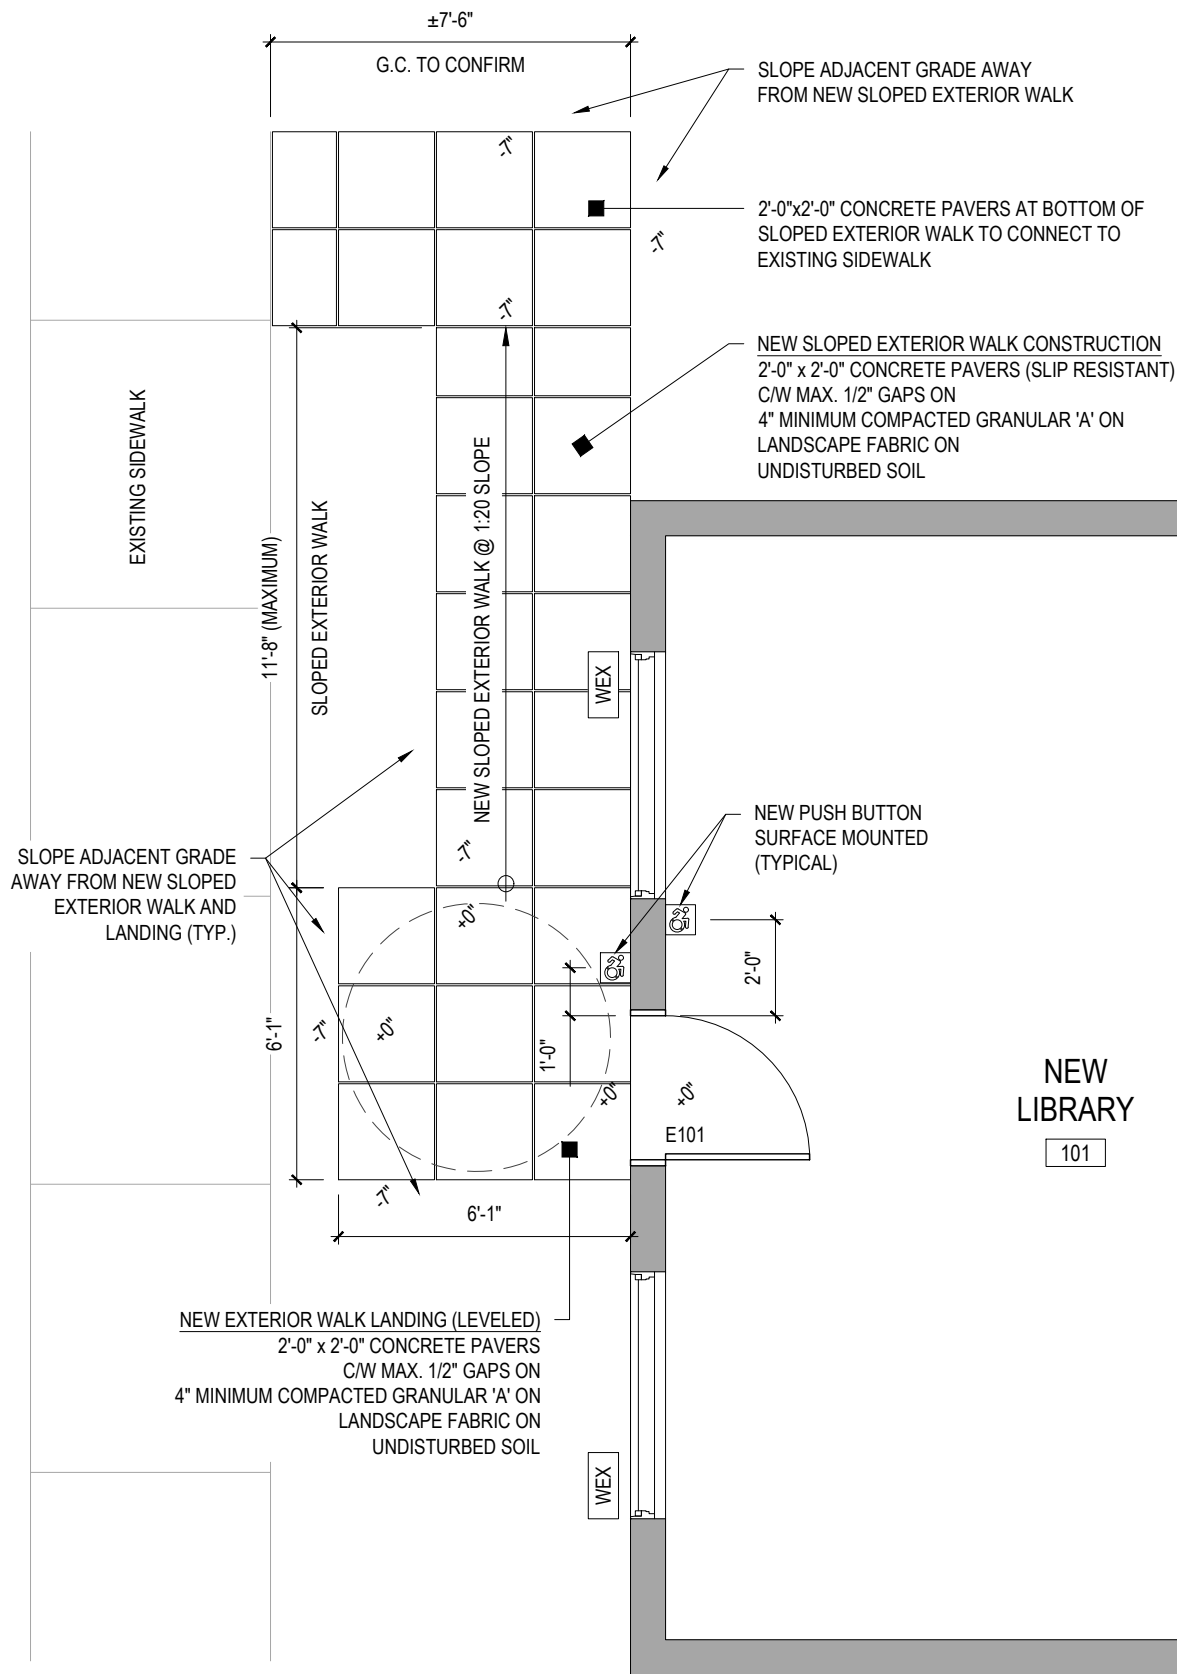 ±7'-6"
G.C. TO CONFIRM
SLOPE ADJACENT GRADE AWAY
FROM NEW SLOPED EXTERIOR WALK
-7"
2'-0"x2'-0" CONCRETE PAVERS AT BOTTOM OF
SLOPED EXTERIOR WALK TO CONNECT TO
EXISTING SIDEWALK
-7"
-7"
NEW SLOPED EXTERIOR WALK CONSTRUCTION
2'-0" x 2'-0" CONCRETE PAVERS (SLIP RESISTANT)
C/W MAX. 1/2" GAPS ON
4" MINIMUM COMPACTED GRANULAR 'A' ON
LANDSCAPE FABRIC ON
UNDISTURBED SOIL
EXISTING SIDEWALK
11'-8" (MAXIMUM)
SLOPED EXTERIOR WALK
NEW SLOPED EXTERIOR WALK @ 1:20 SLOPE
WEX
NEW PUSH BUTTON
SURFACE MOUNTED
(TYPICAL)
SLOPE ADJACENT GRADE
AWAY FROM NEW SLOPED
EXTERIOR WALK AND
LANDING (TYP.)
-7"
+0"
2'-0"
6'-1"
-7"
+0"
1'-0"
+0"
+0"
E101
NEW
LIBRARY
101
-7"
6'-1"
NEW EXTERIOR WALK LANDING (LEVELED)
2'-0" x 2'-0" CONCRETE PAVERS
C/W MAX. 1/2" GAPS ON
4" MINIMUM COMPACTED GRANULAR 'A' ON
LANDSCAPE FABRIC ON
UNDISTURBED SOIL
WEX